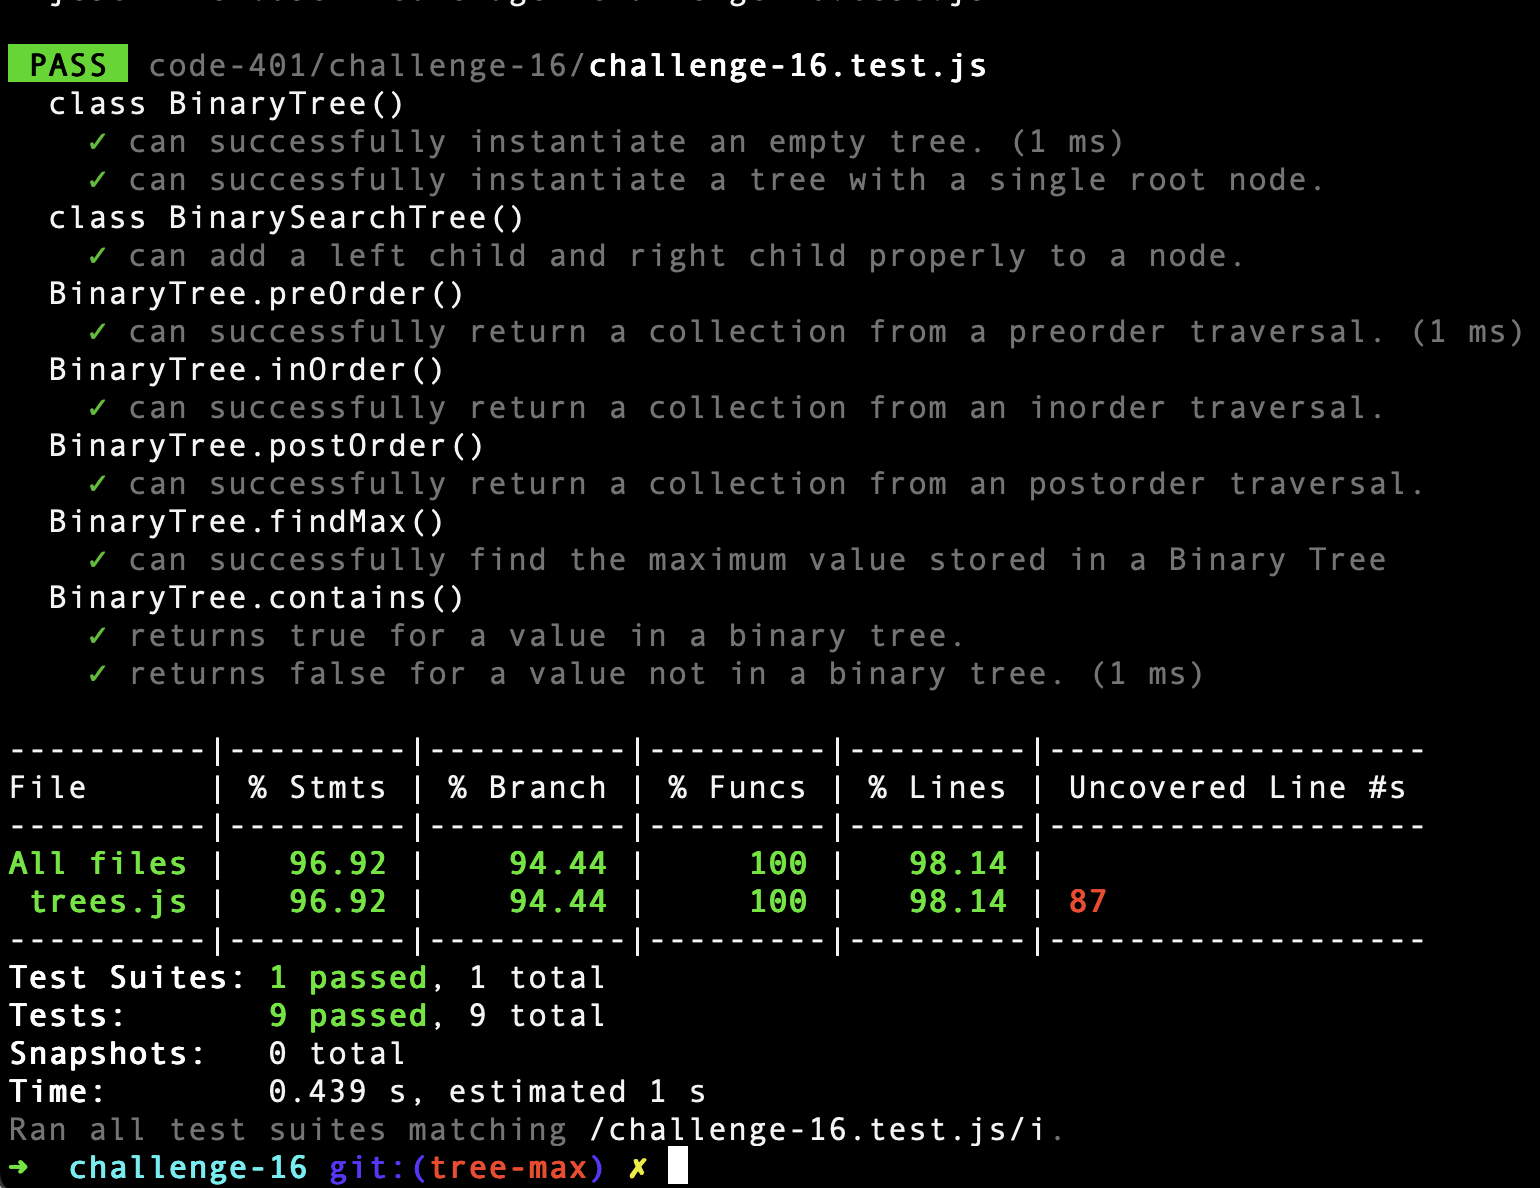 PASS code-401/challenge-16/challenge-16.test.js
class BinaryTree()
✓ can successfully instantiate an empty tree. (1 ms)
✓ can successfully instantiate a tree with a single root node.
class BinarySearchTree()
✓ can add a left child and right child properly to a node.
BinaryTree.preOrder()
✓ can successfully return a collection from a preorder traversal. (1 ms)
BinaryTree.inOrder()
✓ can successfully return a collection from an inorder traversal.
BinaryTree.postOrder()
✓ can successfully return a collection from an postorder traversal.
BinaryTree.findMax()
✓ can successfully find the maximum value stored in a Binary Tree
BinaryTree.contains()
✓ returns true for a value in a binary tree.
✓ returns false for a value not in a binary tree. (1 ms)
----------|---------|----------|---------|---------|-------------------
File      | % Stmts | % Branch | % Funcs | % Lines | Uncovered Line #s
----------|---------|----------|---------|---------|-------------------
All files |   96.92 |    94.44 |     100 |   98.14 |
 trees.js |   96.92 |    94.44 |     100 |   98.14 | 87
----------|---------|----------|---------|---------|-------------------
Test Suites: 1 passed, 1 total
Tests:       9 passed, 9 total
Snapshots:   0 total
Time:        0.439 s, estimated 1 s
Ran all test suites matching /challenge-16.test.js/i.
➜  challenge-16 git:(tree-max) ✗